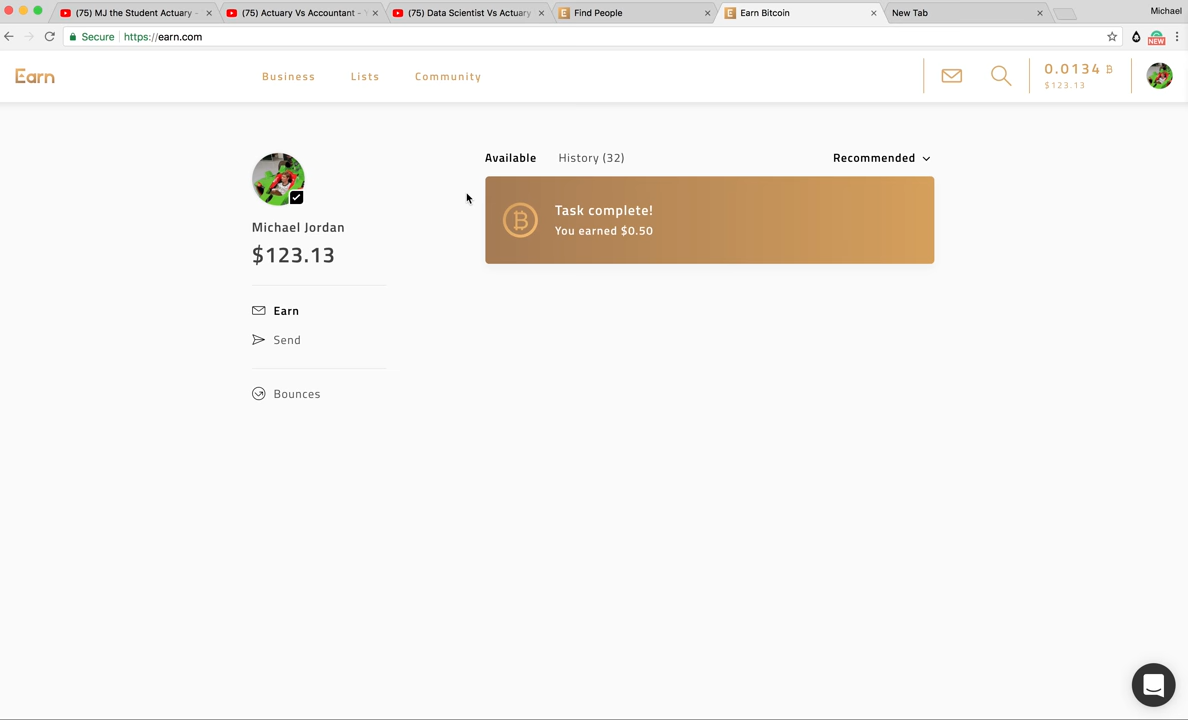 (75) MJ the Student Actuary -
(75) Actuary Vs Accountant -
(75) Data Scientist Vs Actuary
Find People
Earn Bitcoin
New Tab
Michael
Secure
https://earn.com
NEW
Earn
Business
Lists
Community
0.0134 B
$123.13
Available
History (32)
Recommended
Michael Jordan
$123.13
Task complete!
You earned $0.50
Earn
Send
Bounces